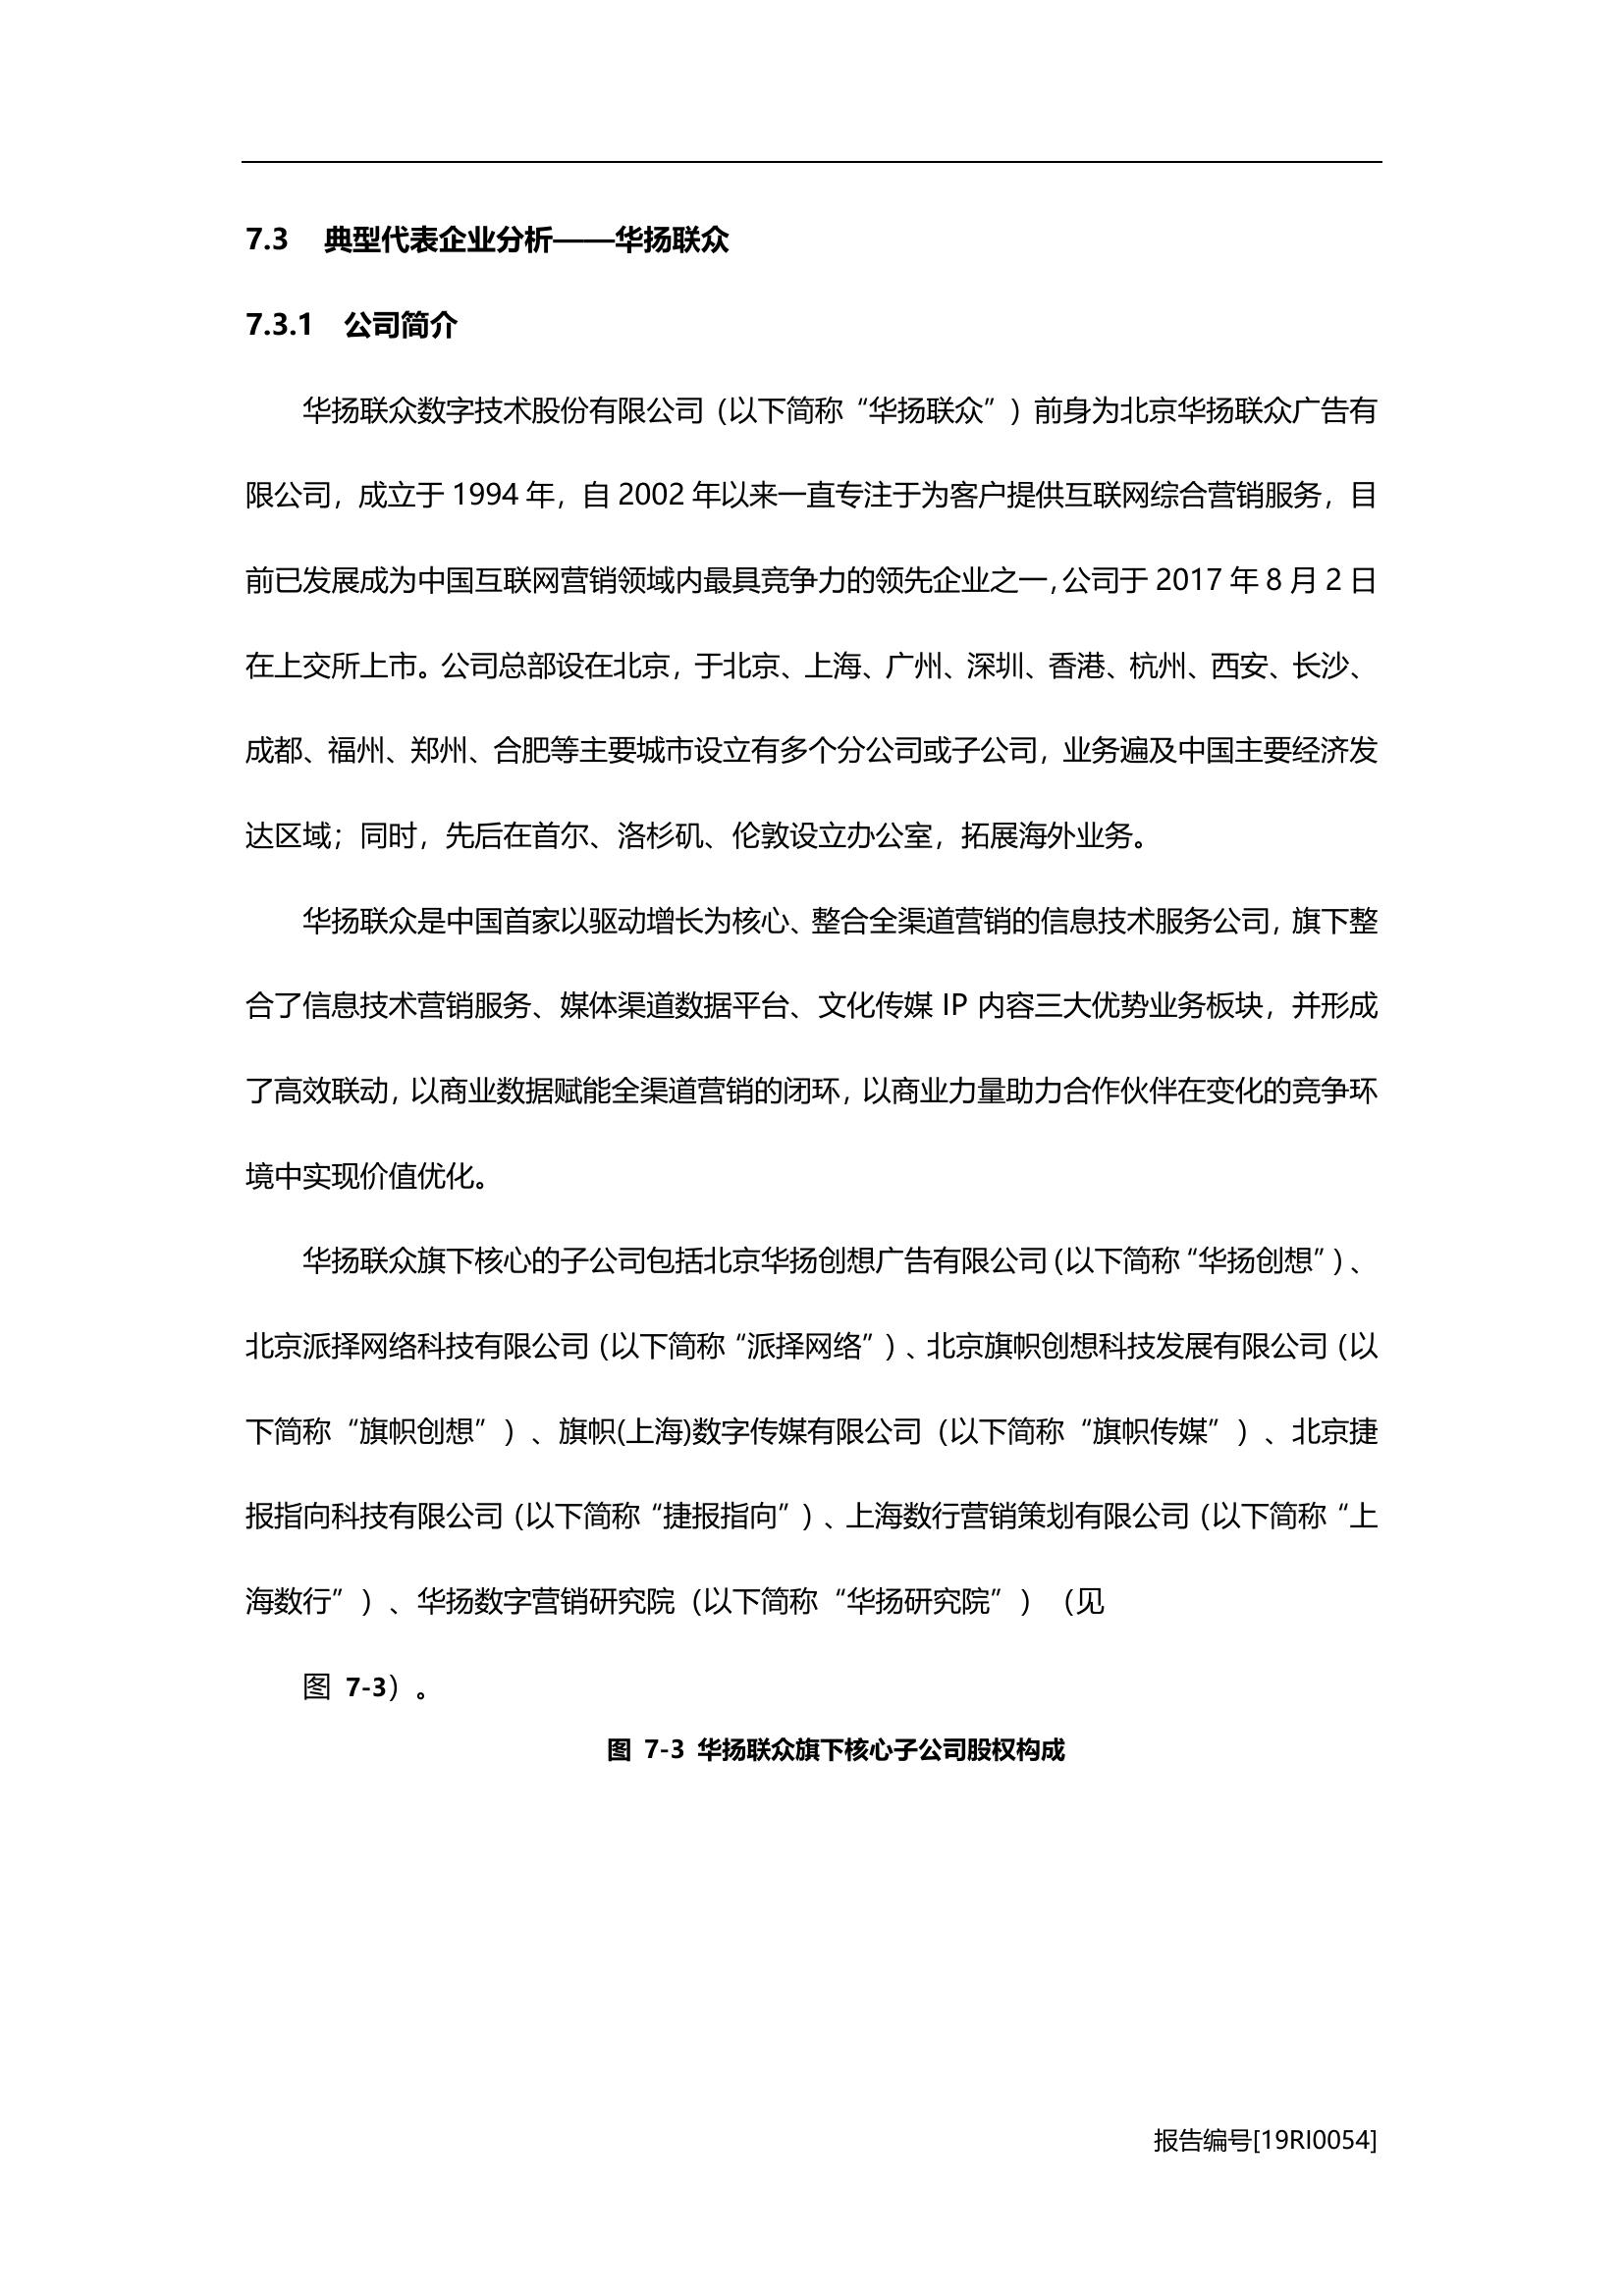 7.3 典型代表企业分析——华扬联众
7.3.1 公司简介
华扬联众数字技术股份有限公司（以下简称“华扬联众”）前身为北京华扬联众广告有
限公司，成立于 1994 年，自 2002 年以来一直专注于为客户提供互联网综合营销服务，目
前已发展成为中国互联网营销领域内最具竞争力的领先企业之一，公司于 2017 年 8 月 2 日
在上交所上市。公司总部设在北京，于北京、上海、广州、深圳、香港、杭州、西安、长沙、
成都、福州、郑州、合肥等主要城市设立有多个分公司或子公司，业务遍及中国主要经济发
达区域；同时，先后在首尔、洛杉矶、伦敦设立办公室，拓展海外业务。
华扬联众是中国首家以驱动增长为核心、整合全渠道营销的信息技术服务公司，旗下整
合了信息技术营销服务、媒体渠道数据平台、文化传媒 IP 内容三大优势业务板块，并形成
了高效联动，以商业数据赋能全渠道营销的闭环，以商业力量助力合作伙伴在变化的竞争环
境中实现价值优化。
华扬联众旗下核心的子公司包括北京华扬创想广告有限公司（以下简称“华扬创想”）、
北京派择网络科技有限公司（以下简称“派择网络”）、北京旗帜创想科技发展有限公司（以
下简称“旗帜创想”）、旗帜(上海)数字传媒有限公司（以下简称“旗帜传媒”）、北京捷
报指向科技有限公司（以下简称“捷报指向”）、上海数行营销策划有限公司（以下简称“上
海数行”）、华扬数字营销研究院（以下简称“华扬研究院”）（见
图 7-3）。
图 7-3 华扬联众旗下核心子公司股权构成
报告编号[19RI0054]